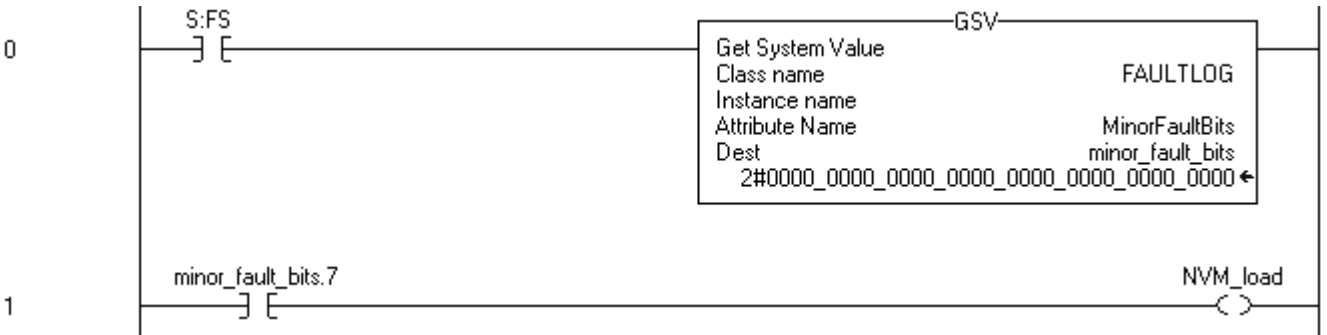 S:FS
GSV
0
Get System Value
Class name FAULTLOG
Instance name
Attribute Name MinorFaultBits
Dest minor_fault_bits
2#0000_0000_0000_0000_0000_0000_0000_0000
minor_fault_bits.7 NVM_load
1